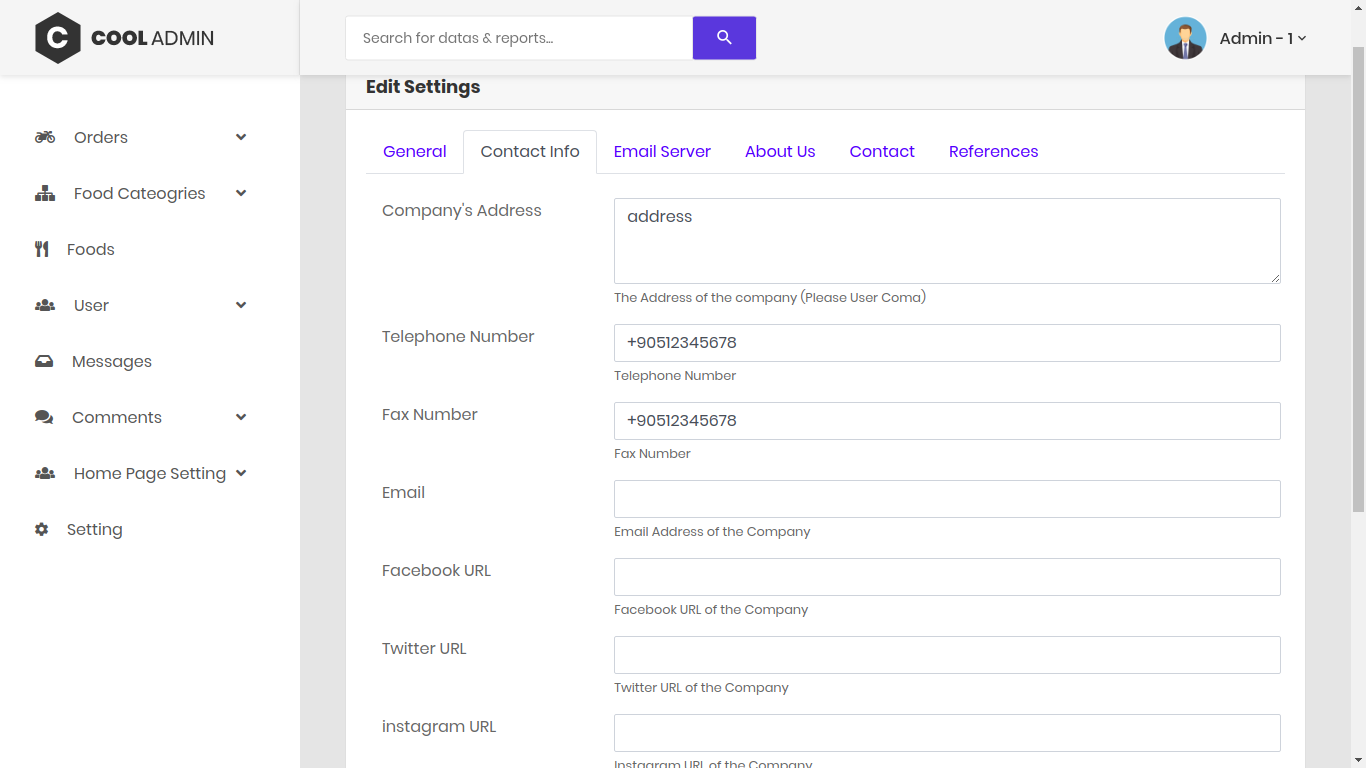 C COOL ADMIN
Search for datas & reports...
Admin - 1
Orders
Food Cateogries
Foods
User
Messages
Comments
Home Page Setting
Setting
Edit Settings
General Contact Info Email Server About Us Contact References
Company's Address
address
The Address of the company (Please User Coma)
Telephone Number
+90512345678
Telephone Number
Fax Number
+90512345678
Fax Number
Email
Email Address of the Company
Facebook URL
Facebook URL of the Company
Twitter URL
Twitter URL of the Company
instagram URL
Instagram URL of the Company